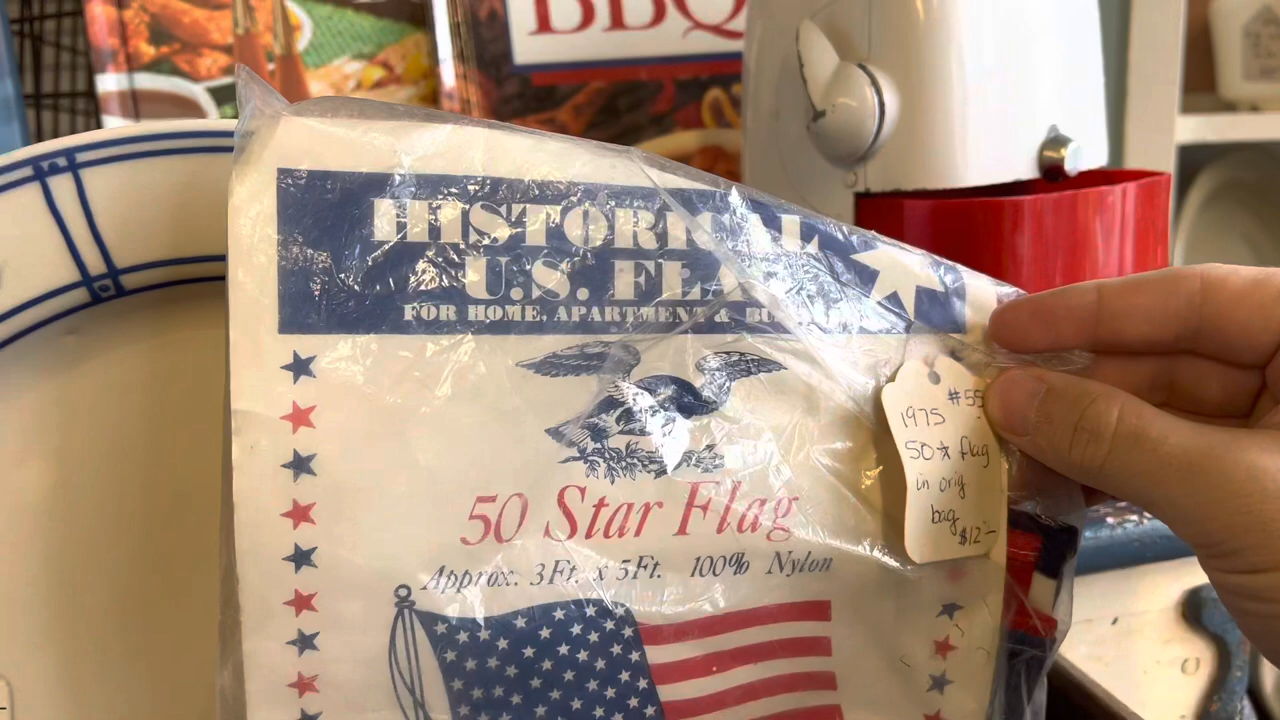 BBQ
HISTORICAL
U.S. FLA
FOR HOME, APARTMENT &
50 Star Flag
Approx. 3Ft. x 5Ft. 100% Nylon
#55
1975
50☆ flag
in orig
bag
$12-